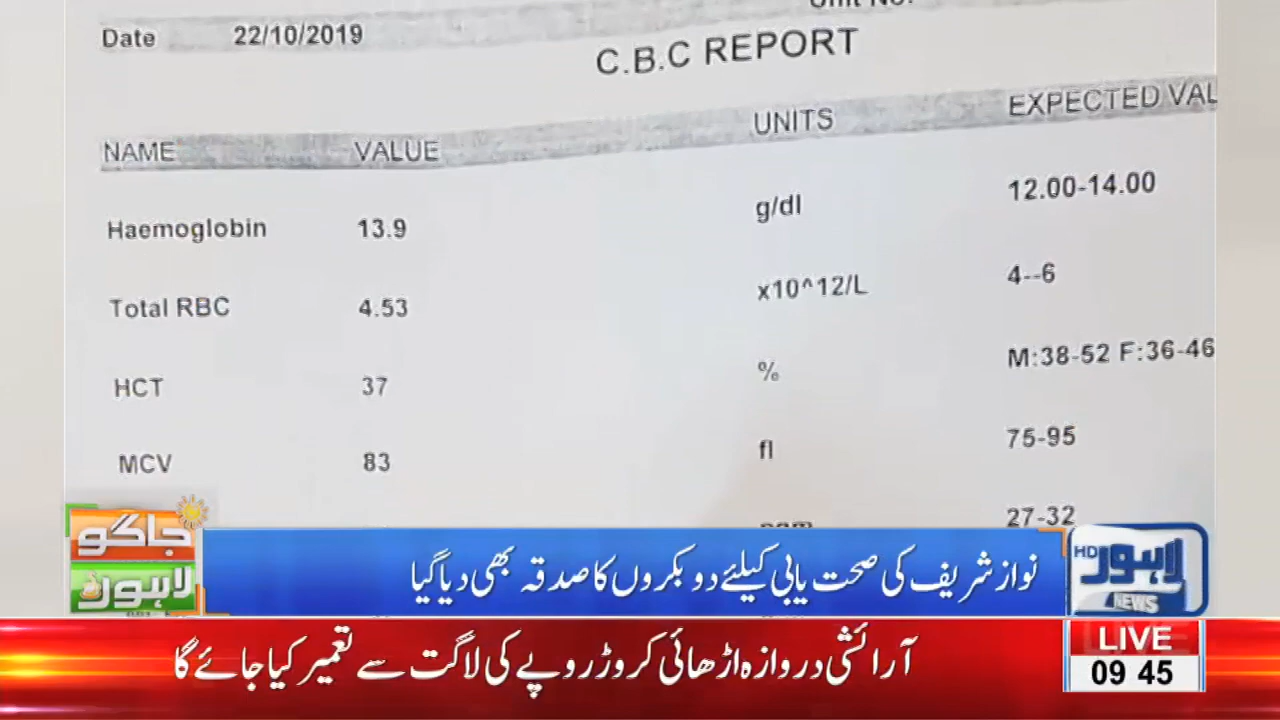 Date 22/10/2019
C.B.C REPORT
NAME VALUE UNITS EXPECTED VAL
Haemoglobin 13.9 g/dl 12.00-14.00
Total RBC 4.53 x10^12/L 4--6
HCT 37 % M:38-52 F:36-46
MCV 83 fl 75-95
27-32
جاگو
لاہور
نواز شریف کی صحت یابی کیلئے دو بکروں کا صدقہ بھی دیا گیا
HD لاہور
NEWS
آرائشی دروازہ اڑھائی کروڑ روپے کی لاگت سے تعمیر کیا جائے گا
LIVE
09 45